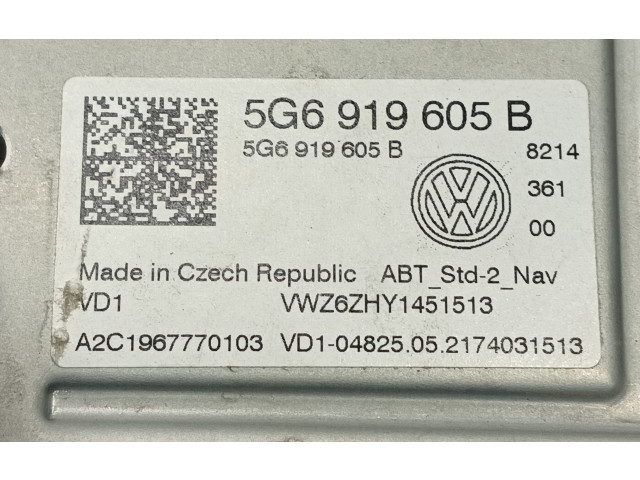 5G6 919 605 B
5G6 919 605 B 8214
361
00
Made in Czech Republic ABT_Std-2_Nav
VD1 VWZ6ZHY1451513
A2C1967770103 VD1-04825.05.2174031513